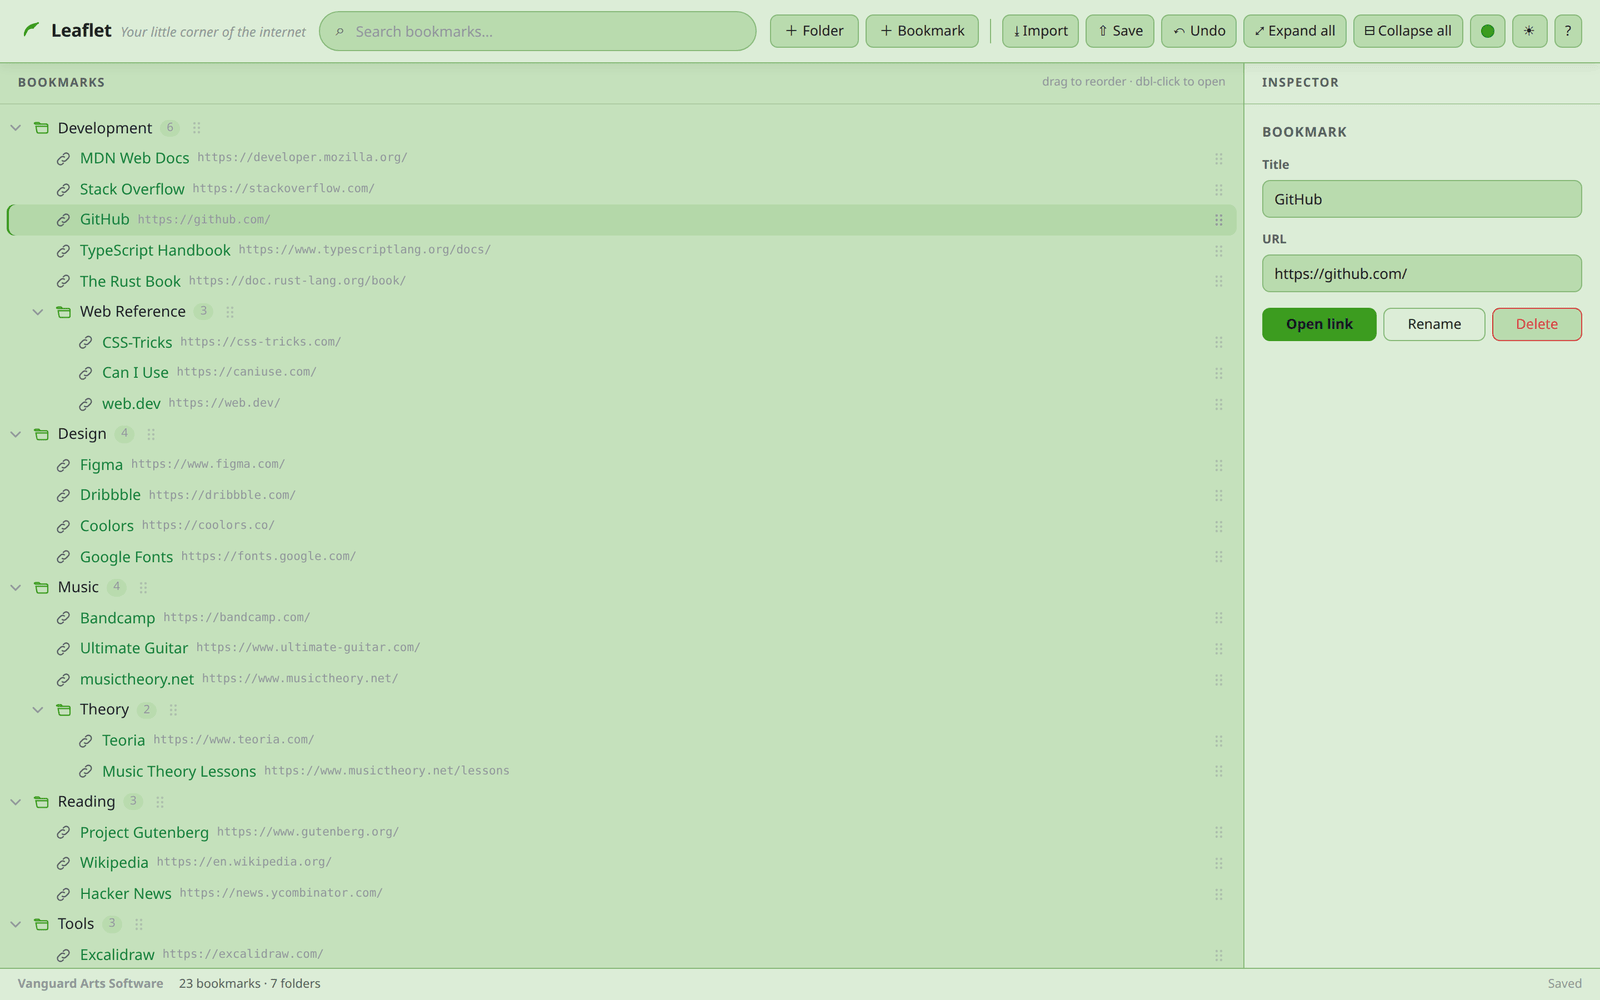 Leaflet Your little corner of the internet Search bookmarks... + Folder + Bookmark Import Save Undo Expand all Collapse all ?
BOOKMARKS drag to reorder · dbl-click to open
Development 6
MDN Web Docs https://developer.mozilla.org/
Stack Overflow https://stackoverflow.com/
GitHub https://github.com/
TypeScript Handbook https://www.typescriptlang.org/docs/
The Rust Book https://doc.rust-lang.org/book/
Web Reference 3
CSS-Tricks https://css-tricks.com/
Can I Use https://caniuse.com/
web.dev https://web.dev/
Design 4
Figma https://www.figma.com/
Dribbble https://dribbble.com/
Coolors https://coolors.co/
Google Fonts https://fonts.google.com/
Music 4
Bandcamp https://bandcamp.com/
Ultimate Guitar https://www.ultimate-guitar.com/
musictheory.net https://www.musictheory.net/
Theory 2
Teoria https://www.teoria.com/
Music Theory Lessons https://www.musictheory.net/lessons
Reading 3
Project Gutenberg https://www.gutenberg.org/
Wikipedia https://en.wikipedia.org/
Hacker News https://news.ycombinator.com/
Tools 3
Excalidraw https://excalidraw.com/
INSPECTOR
BOOKMARK
Title
GitHub
URL
https://github.com/
Open link Rename Delete
Vanguard Arts Software 23 bookmarks · 7 folders Saved